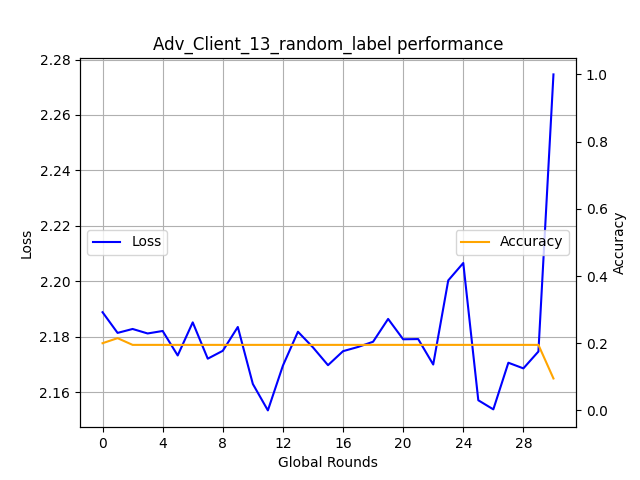 Adv_Client_13_random_label performance
2.28
2.26
2.24
2.22
2.20
2.18
2.16
Loss
Loss
Accuracy
1.0
0.8
0.6
0.4
0.2
0.0
Accuracy
0 4 8 12 16 20 24 28
Global Rounds